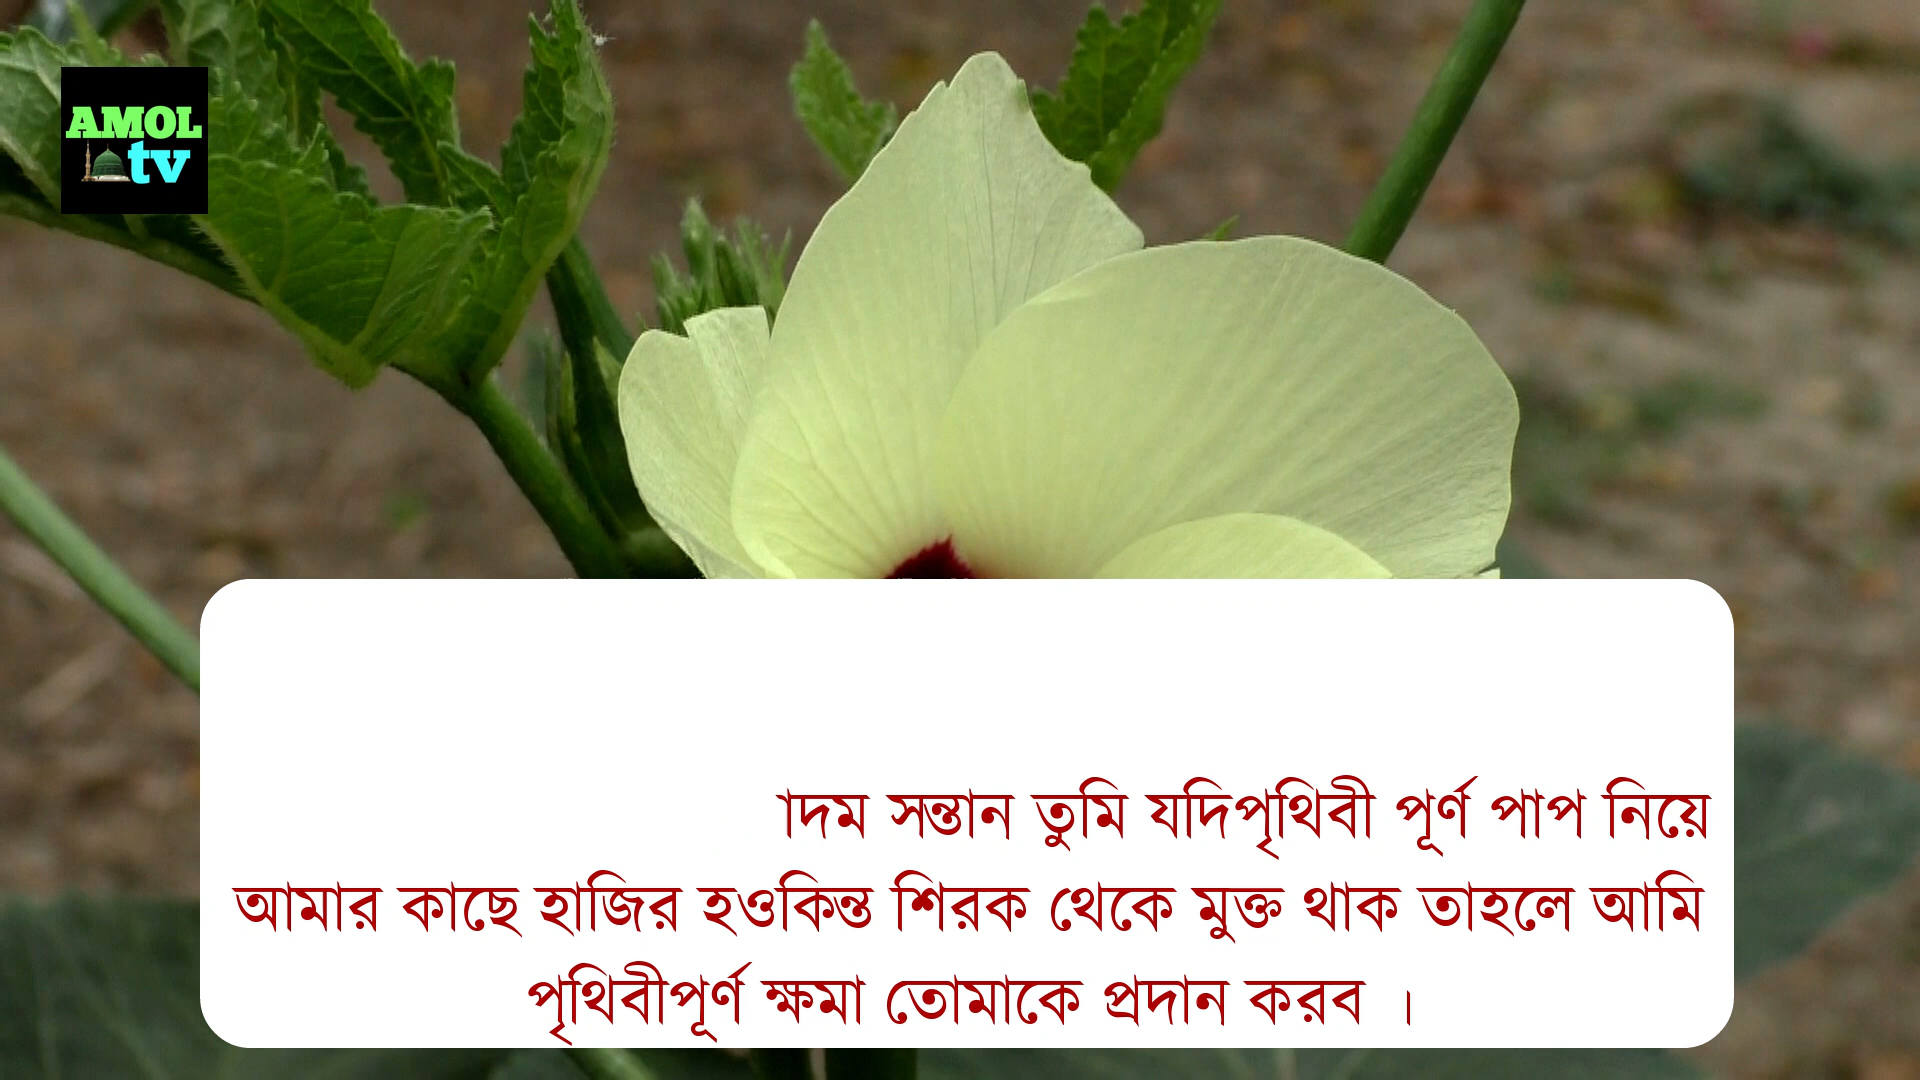 AMOL
tv
াদম সন্তান তুমি যদিপৃথিবী পূর্ণ পাপ নিয়ে
আমার কাছে হাজির হওকিন্ত শিরক থেকে মুক্ত থাক তাহলে আমি
পৃথিবীপূর্ণ ক্ষমা তোমাকে প্রদান করব ।